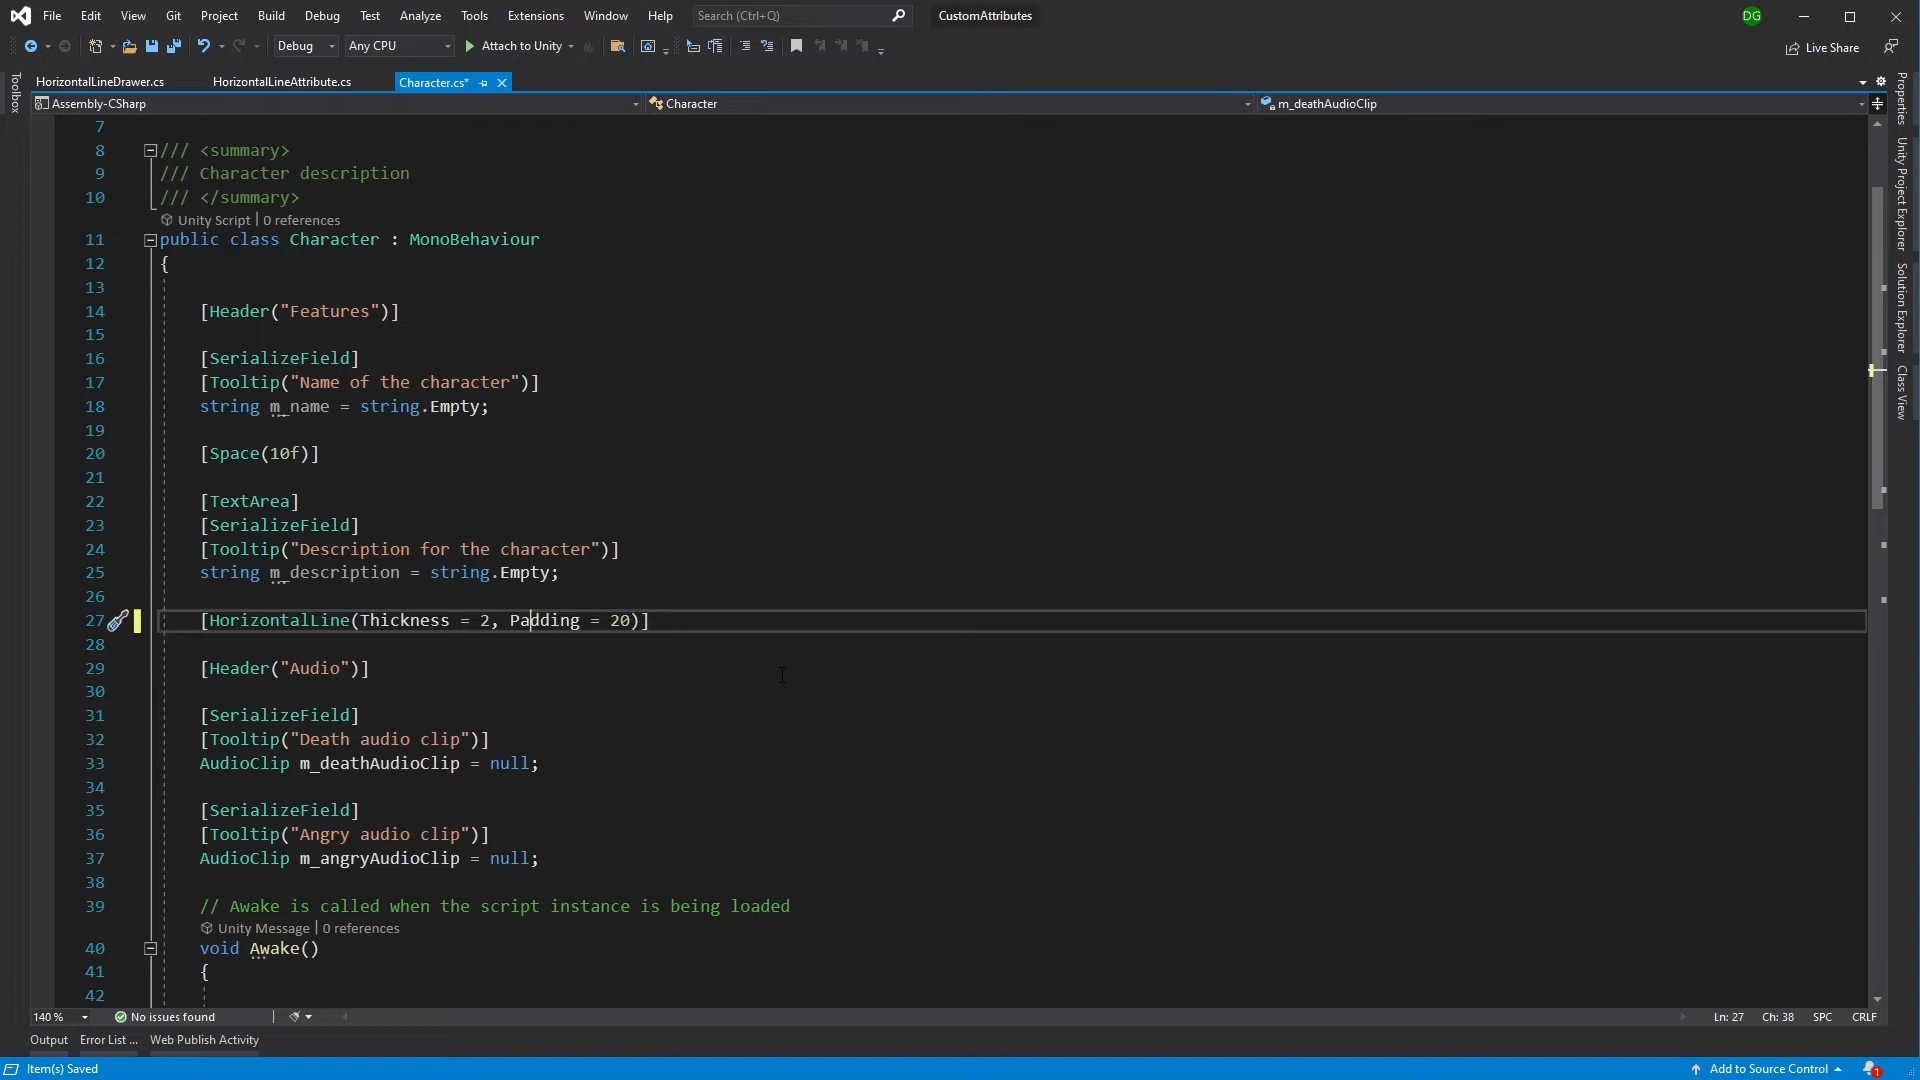 File Edit View Git Project Build Debug Test Analyze Tools Extensions Window Help Search (Ctrl+Q) CustomAttributes DG
Debug Any CPU Attach to Unity Live Share
HorizontalLineDrawer.cs HorizontalLineAttribute.cs Character.cs*
Assembly-CSharp Character m_deathAudioClip
Toolbox
Properties
Unity Project Explorer
Solution Explorer
Class View
7
8 /// <summary>
9 /// Character description
10 /// </summary>
Unity Script | 0 references
11 public class Character : MonoBehaviour
12 {
13
14 [Header("Features")]
15
16 [SerializeField]
17 [Tooltip("Name of the character")]
18 string m_name = string.Empty;
19
20 [Space(10f)]
21
22 [TextArea]
23 [SerializeField]
24 [Tooltip("Description for the character")]
25 string m_description = string.Empty;
26
27 [HorizontalLine(Thickness = 2, Padding = 20)]
28
29 [Header("Audio")]
30
31 [SerializeField]
32 [Tooltip("Death audio clip")]
33 AudioClip m_deathAudioClip = null;
34
35 [SerializeField]
36 [Tooltip("Angry audio clip")]
37 AudioClip m_angryAudioClip = null;
38
39 // Awake is called when the script instance is being loaded
Unity Message | 0 references
40 void Awake()
41 {
42
140 % No issues found Ln: 27 Ch: 38 SPC CRLF
Output Error List ... Web Publish Activity
Item(s) Saved Add to Source Control 1